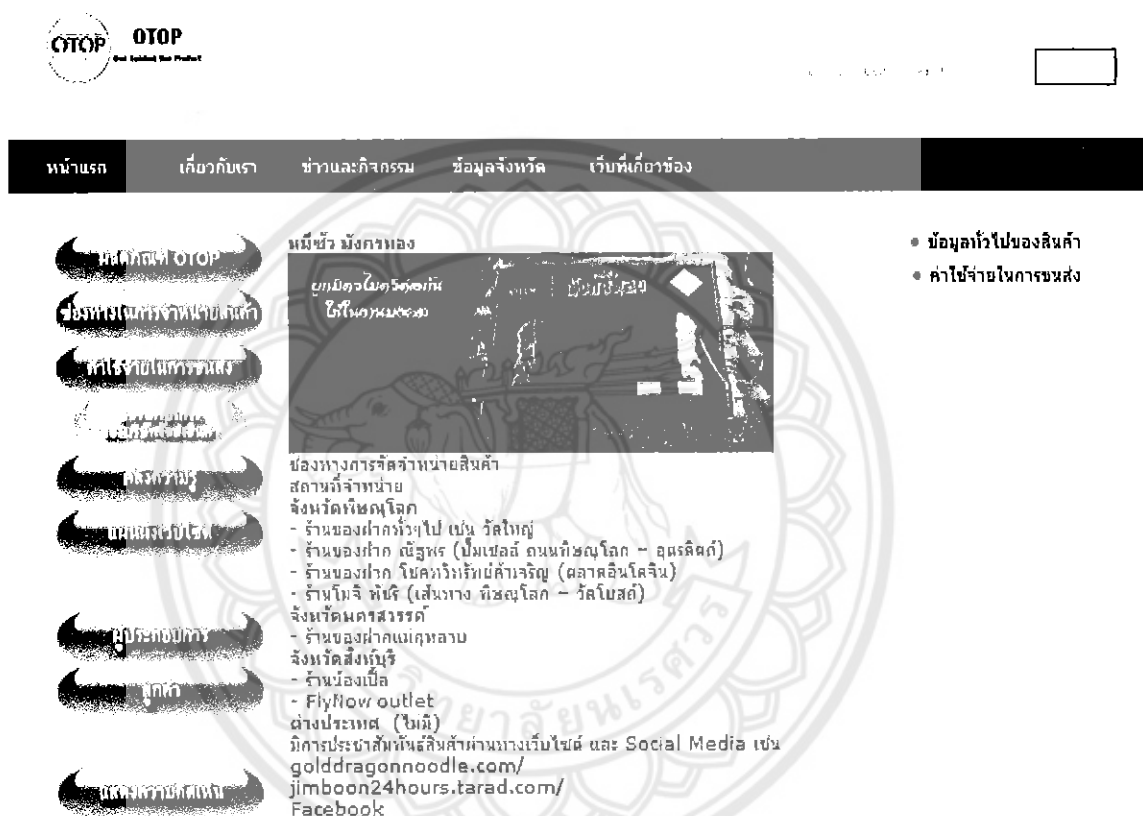 OTOP
OTOP
หน้าแรก เกี่ยวกับเรา ข่าวและกิจกรรม ข้อมูลจังหวัด เว็บที่เกี่ยวข้อง
ผลิตภัณฑ์ OTOP
ช่องทางในการจำหน่ายสินค้า
ค่าใช้จ่ายในการขนส่ง
คลังความรู้
แผนผังเว็บไซต์
ผู้ประกอบการ
ลูกค้า
แสดงความคิดเห็น
หมี่ซั่ว มังกรทอง
ช่องทางการจัดจำหน่ายสินค้า
สถานที่จำหน่าย
จังหวัดพิษณุโลก
- ร้านของฝากทั่วๆไป เช่น วัดใหญ่
- ร้านของฝาก ณัฐพร (ปั๊มเชลล์ ถนนพิษณุโลก – อุตรดิตถ์)
- ร้านของฝาก โชคทวีทรัพย์ค้าเจริญ (ตลาดอินโดจีน)
- ร้านโมจิ พัชรี (เส้นทาง พิษณุโลก – วัดโบสถ์)
จังหวัดนครสวรรค์
- ร้านของฝากแม่กุหลาบ
จังหวัดสิงห์บุรี
- ร้านน้องเปิ้ล
- FlyNow outlet
ต่างประเทศ (ไม่มี)
มีการประชาสัมพันธ์สินค้าผ่านทางเว็บไซต์ และ Social Media เช่น
golddragonnoodle.com/
jimboon24hours.tarad.com/
Facebook
• ข้อมูลทั่วไปของสินค้า
• ค่าใช้จ่ายในการขนส่ง